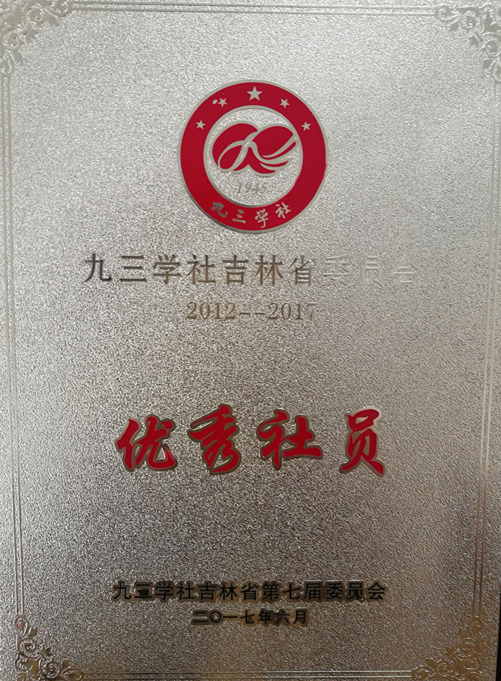 1945
九三学社
九三学社吉林省委员会
2012--2017
优秀社员
九三学社吉林省第七届委员会
二〇一七年六月